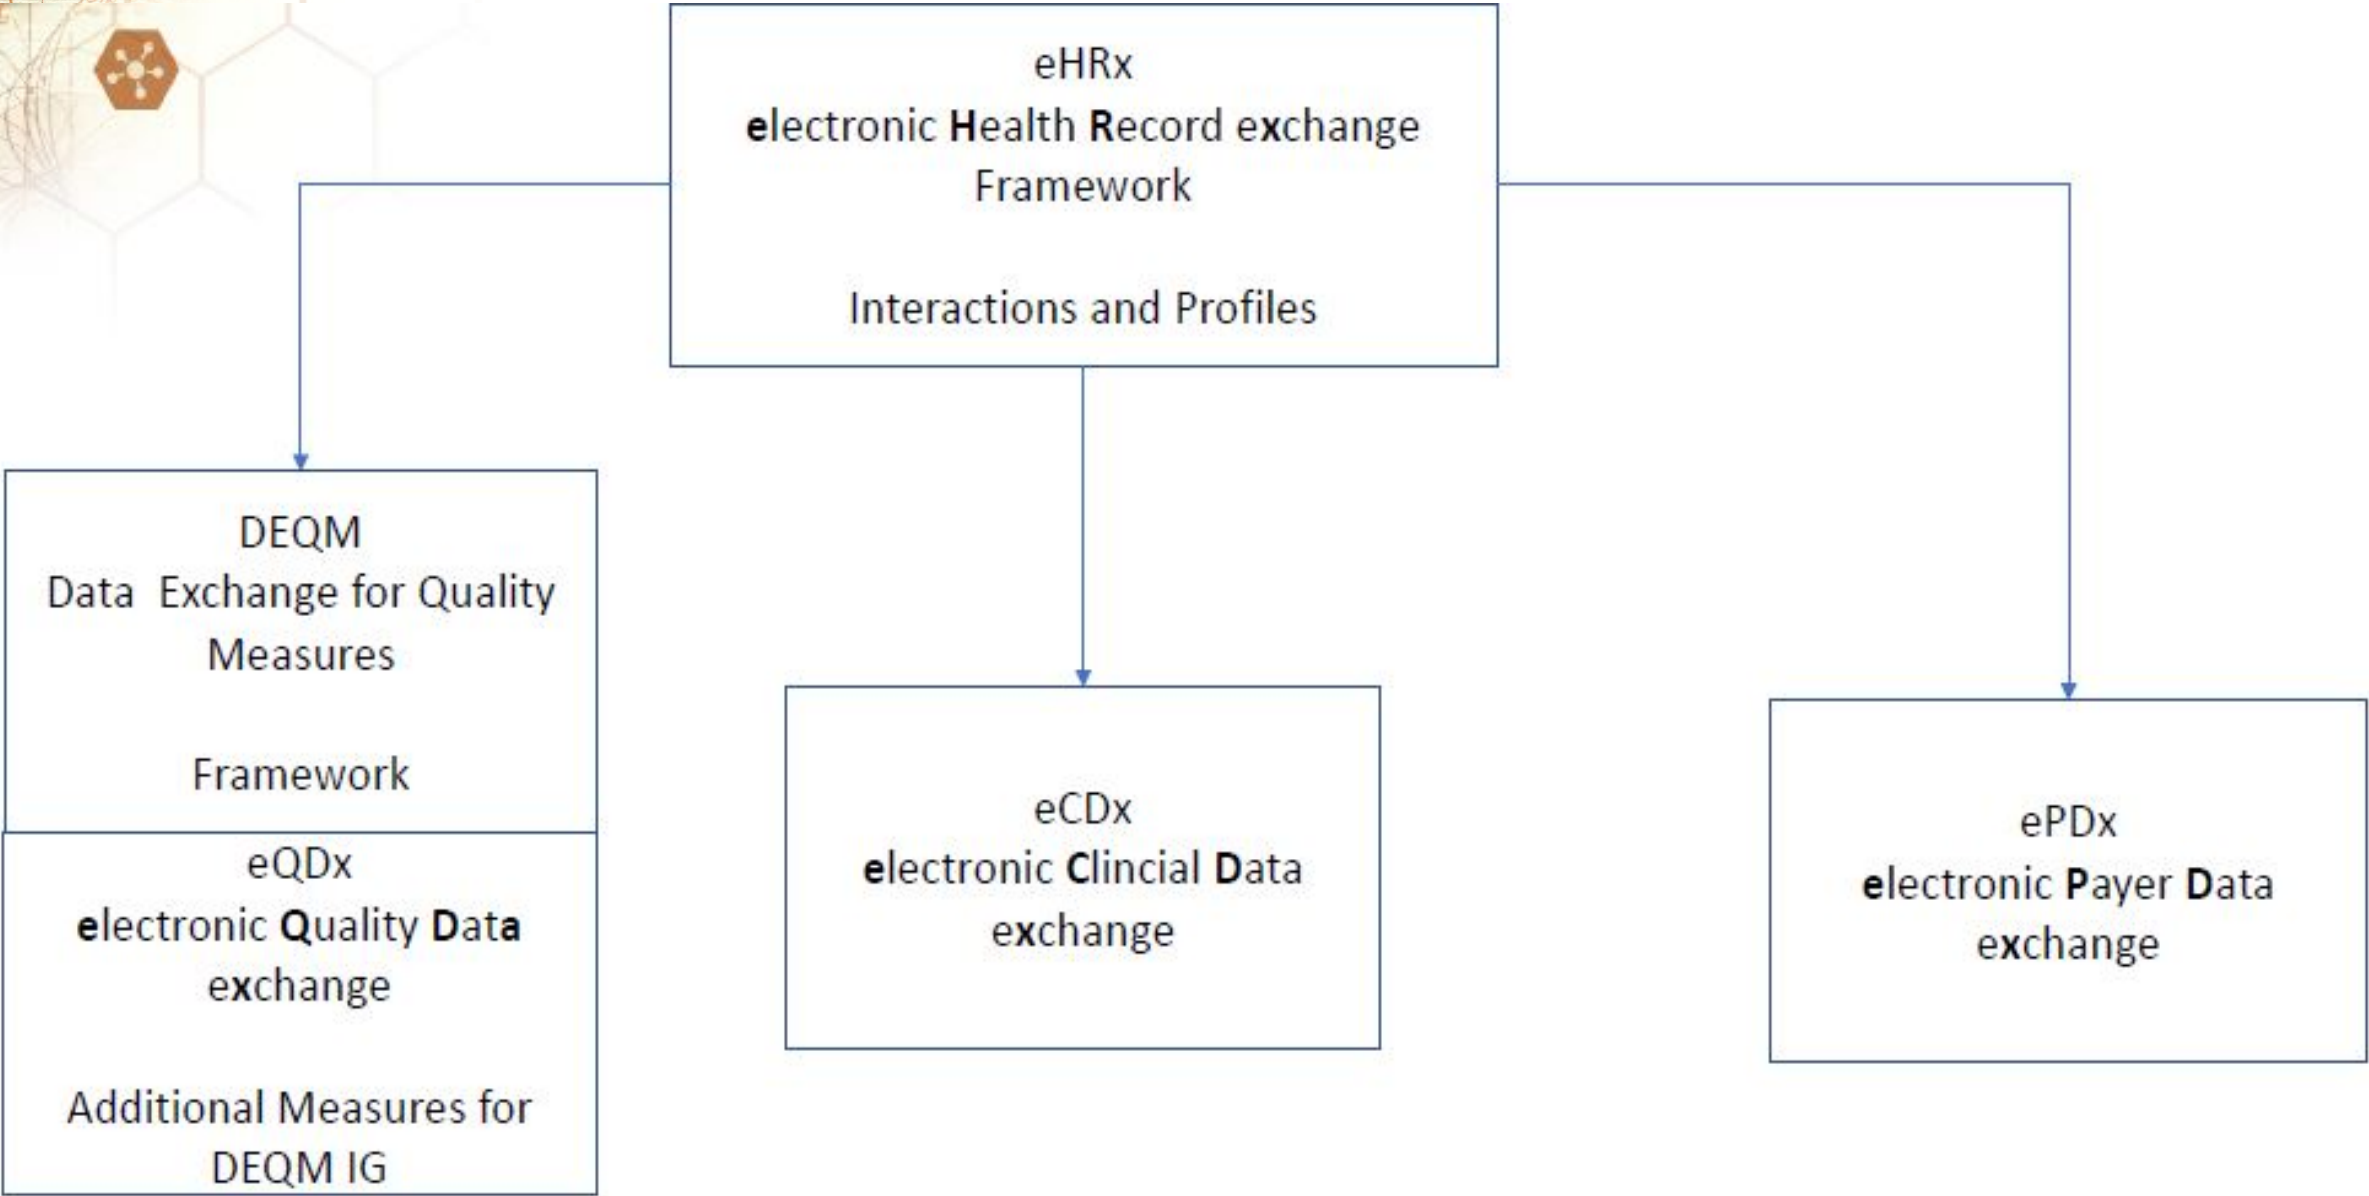 eHRx
electronic Health Record exchange
Framework
Interactions and Profiles
DEQM
Data Exchange for Quality
Measures
Framework
eQDx
electronic Quality Data
exchange
Additional Measures for
DEQM IG
eCDx
electronic Clincial Data
exchange
ePDx
electronic Payer Data
exchange